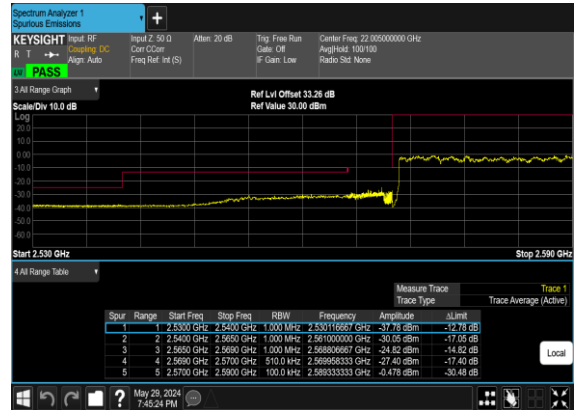 Spectrum Analyzer 1
Spurious Emissions
KEYSIGHT
R T
LXI
PASS
Input: RF
Coupling: DC
Align: Auto
Input Z: 50 Ω
Corr CCorr
Freq Ref: Int (S)
Atten: 20 dB
Trig: Free Run
Gate: Off
IF Gain: Low
Center Freq: 22.005000000 GHz
Avg|Hold: 100/100
Radio Std: None
3 All Range Graph
Ref Lvl Offset 33.26 dB
Scale/Div 10.0 dB
Ref Value 30.00 dBm
Log
20.0
10.0
0.00
-10.0
-20.0
-30.0
-40.0
-50.0
-60.0
Start 2.530 GHz
Stop 2.590 GHz
4 All Range Table
Measure Trace Trace 1
Trace Type Trace Average (Active)
Spur Range Start Freq Stop Freq RBW Frequency Amplitude ΔLimit
1 1 2.5300 GHz 2.5400 GHz 1.000 MHz 2.530116667 GHz -37.78 dBm -12.78 dB
2 2 2.5400 GHz 2.5650 GHz 1.000 MHz 2.561000000 GHz -30.05 dBm -17.05 dB
3 3 2.5650 GHz 2.5690 GHz 1.000 MHz 2.568806667 GHz -24.82 dBm -14.82 dB
4 4 2.5690 GHz 2.5700 GHz 510.0 kHz 2.569958333 GHz -27.40 dBm -17.40 dB
5 5 2.5700 GHz 2.5900 GHz 100.0 kHz 2.589333333 GHz -0.478 dBm -30.48 dB
Local
?
May 29, 2024
7:45:24 PM